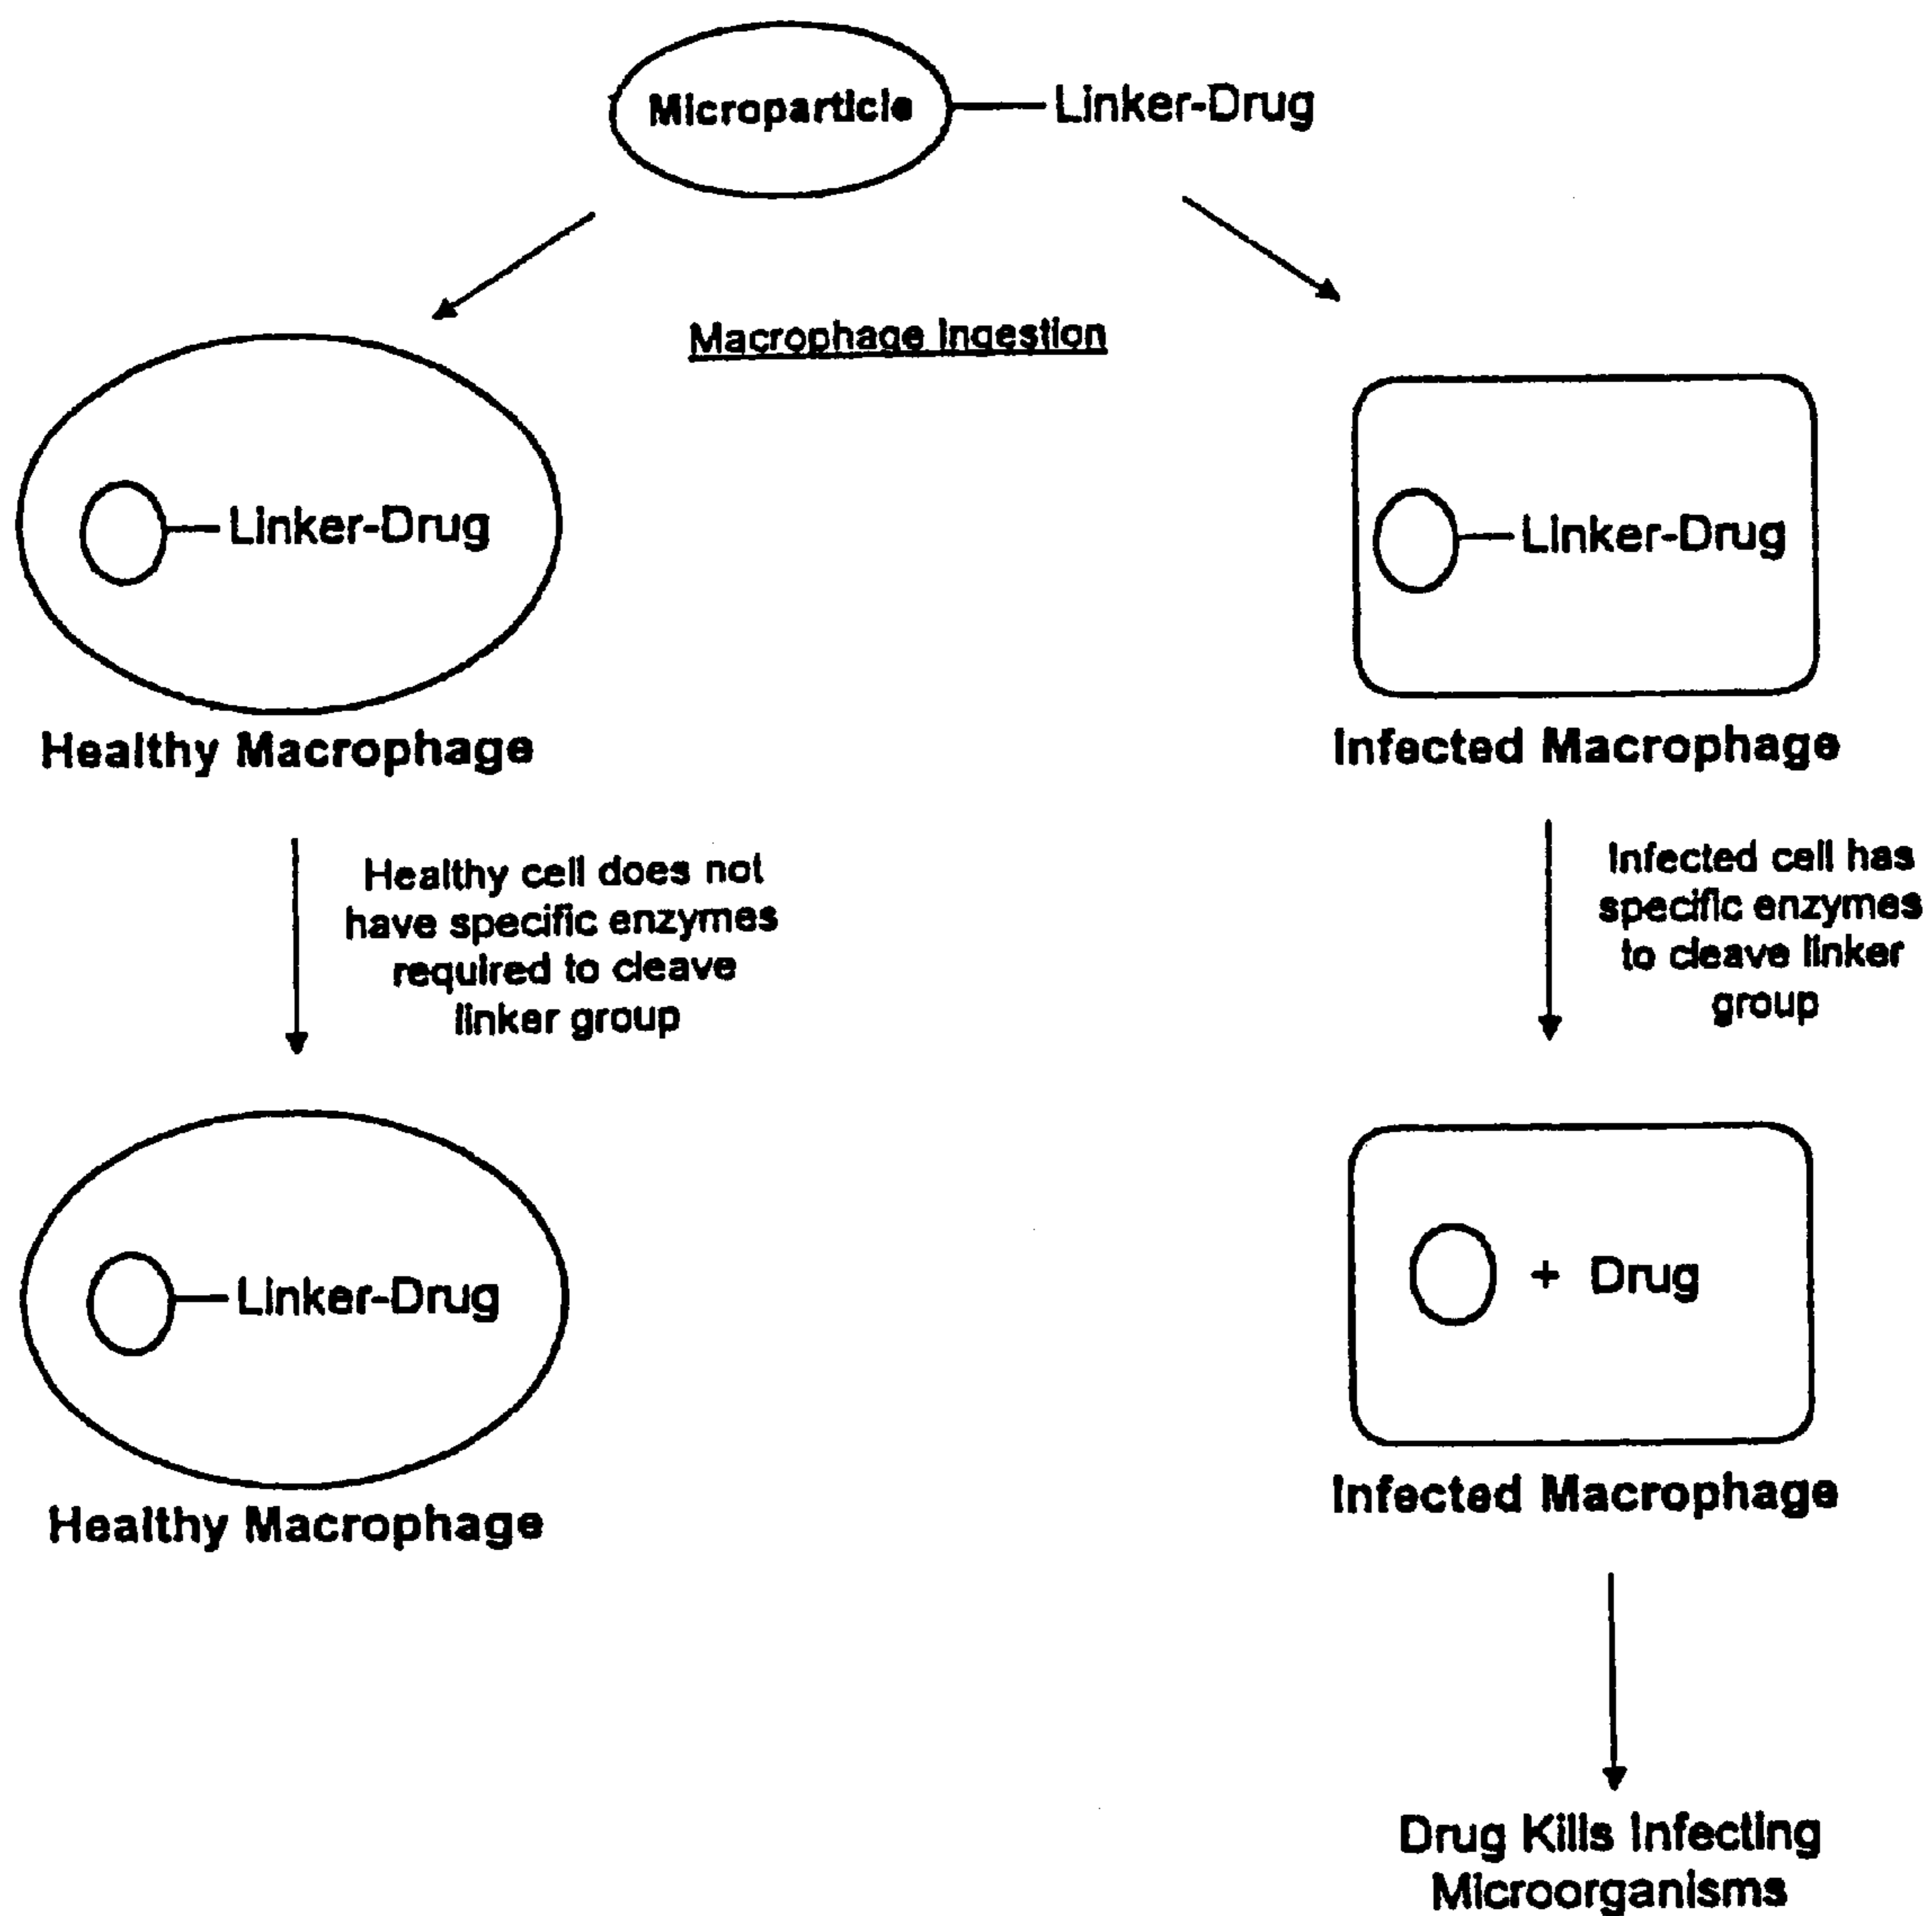 Microparticle
Linker-Drug
Macrophage Ingestion
Linker-Drug
Linker-Drug
Healthy Macrophage
Infected Macrophage
Healthy cell does not
have specific enzymes
required to cleave
linker group
Infected cell has
specific enzymes
to cleave linker
group
Linker-Drug
+ Drug
Healthy Macrophage
Infected Macrophage
Drug Kills Infecting
Microorganisms